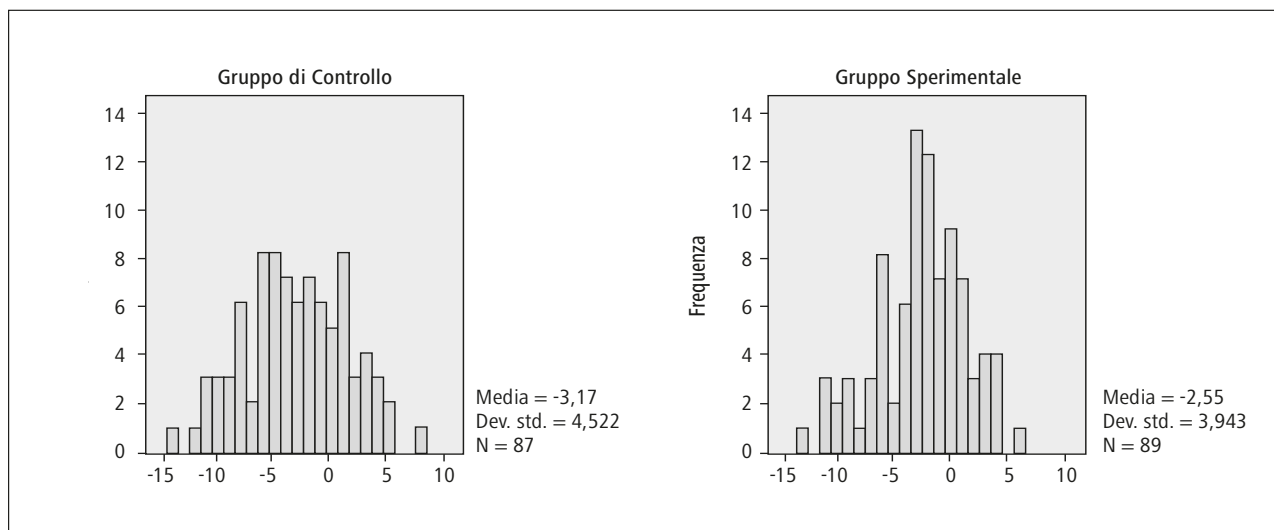 Gruppo di Controllo
14
12
10
8
6
4
2
0
-15 -10 -5 0 5 10
Media = -3,17
Dev. std. = 4,522
N = 87
Gruppo Sperimentale
Frequenza
14
12
10
8
6
4
2
0
-15 -10 -5 0 5 10
Media = -2,55
Dev. std. = 3,943
N = 89